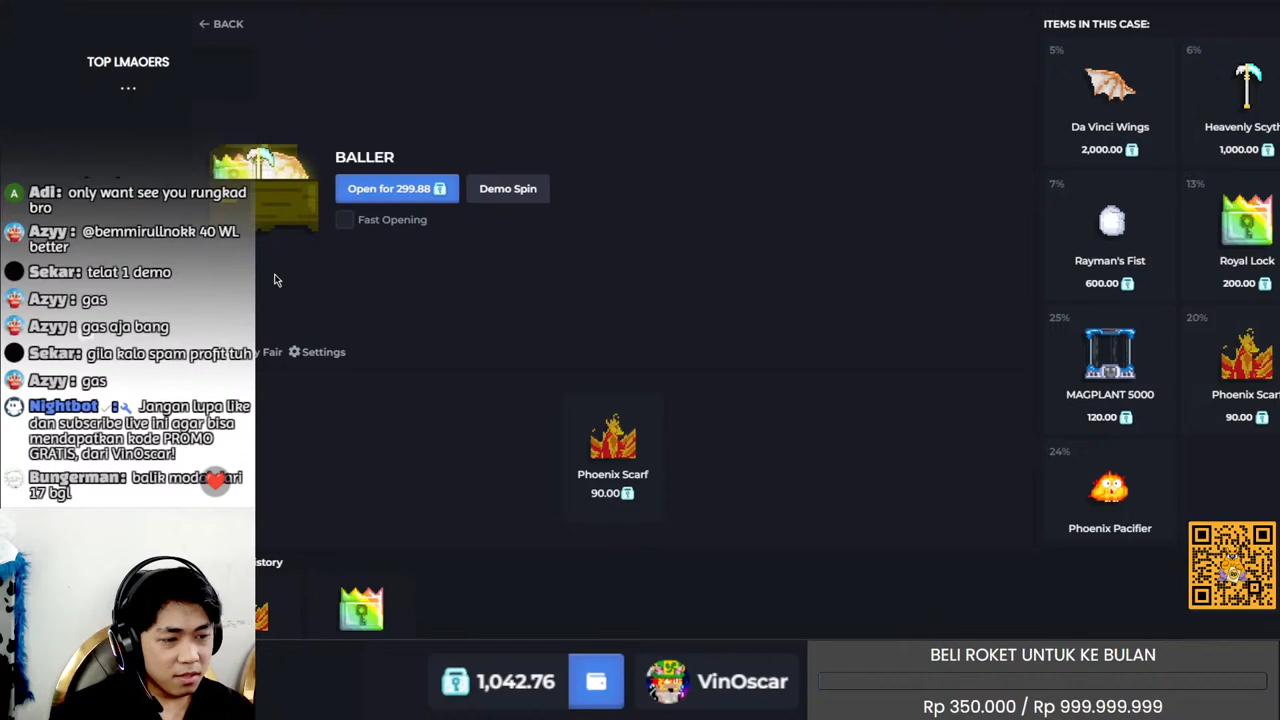 ← BACK
TOP LMAOERS
...
BALLER
Open for 299.88
Demo Spin
Fast Opening
Adi: only want see you rungkad
bro
Azyy: @bemmirullnokk 40 WL
better
Sekar: telat 1 demo
Azyy: gas
Azyy: gas aja bang
Sekar: gila kalo spam profit tuh
Azyy: gas
Nightbot : Jangan lupa like
dan subscribe live ini agar bisa
mendapatkan kode PROMO
GRATIS, dari VinOscar!
Bungerman: balik
17 bgl
y Fair Settings
Phoenix Scarf
90.00
istory
ITEMS IN THIS CASE:
5%
Da Vinci Wings
2,000.00
6%
Heavenly Scyth
1,000.00
7%
Rayman's Fist
600.00
13%
Royal Lock
200.00
25%
MAGPLANT 5000
120.00
20%
Phoenix Scar
90.00
24%
Phoenix Pacifier
1,042.76
VinOscar
BELI ROKET UNTUK KE BULAN
Rp 350.000 / Rp 999.999.999